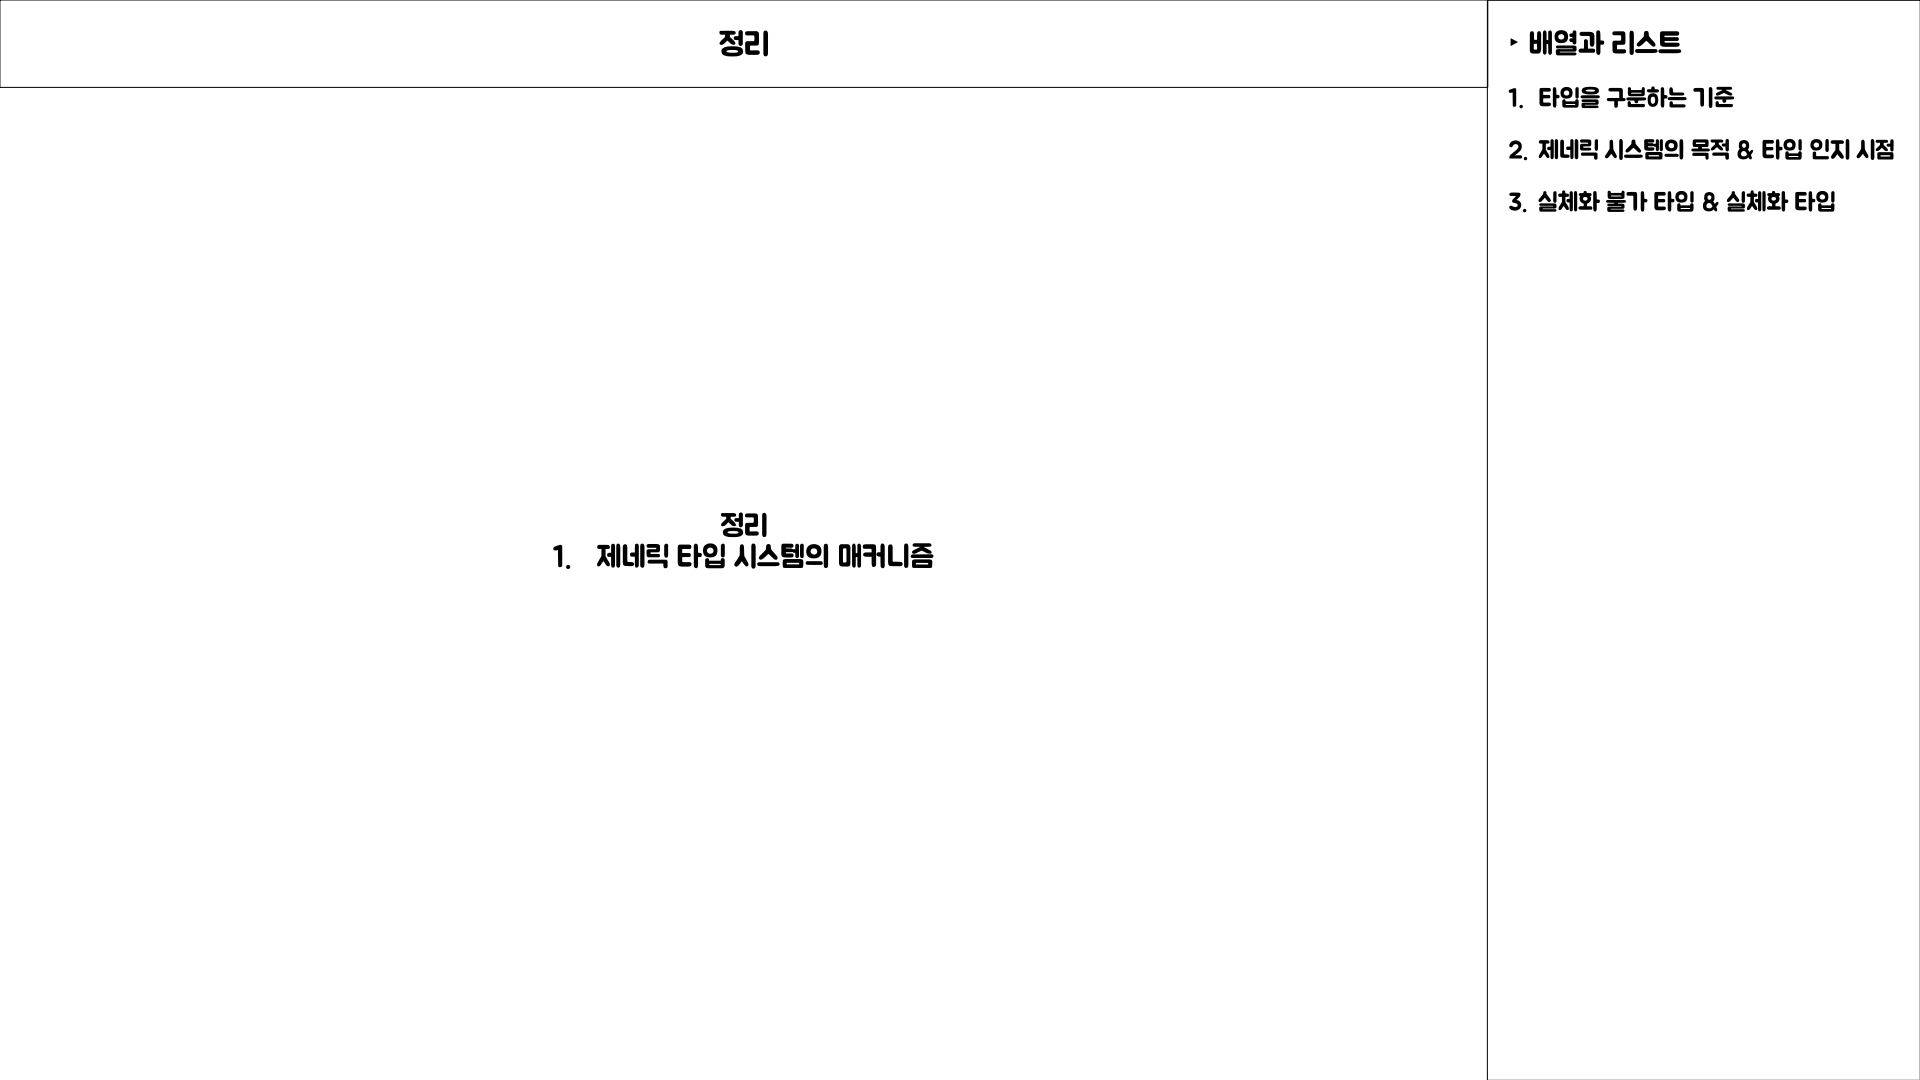 정리
정리
1. 제네릭 타입 시스템의 매커니즘
‣ 배열과 리스트
1. 타입을 구분하는 기준
2. 제네릭 시스템의 목적 & 타입 인지 시점
3. 실체화 불가 타입 & 실체화 타입